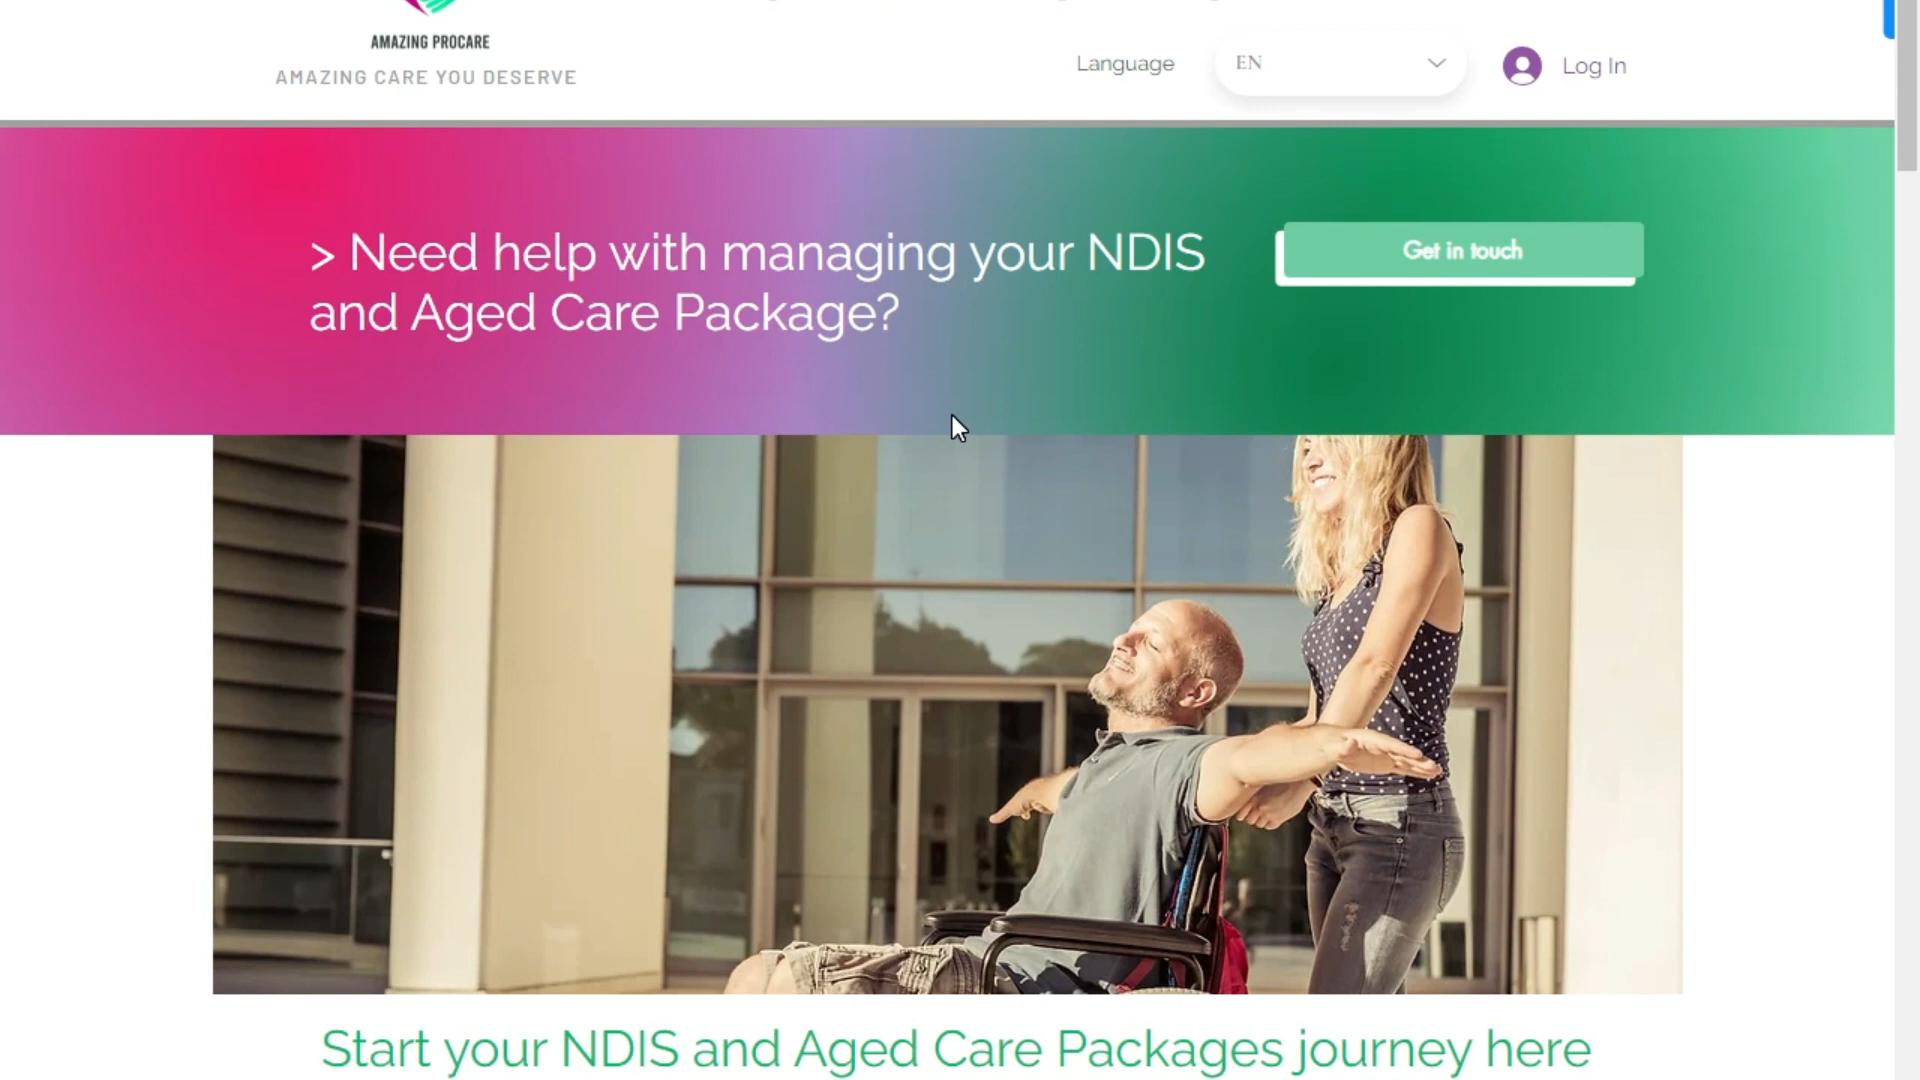 AMAZING PROCARE
AMAZING CARE YOU DESERVE
Language
EN
Log In
> Need help with managing your NDIS
and Aged Care Package?
Get in touch
Start your NDIS and Aged Care Packages journey here